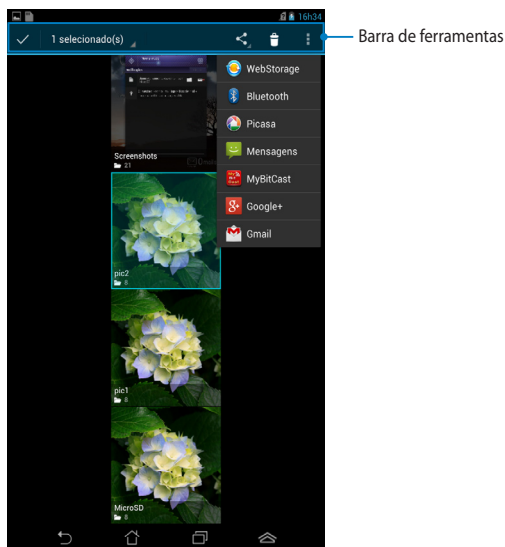 16h34
1 selecionado(s)
Barra de ferramentas
WebStorage
Bluetooth
Picasa
Mensagens
MyBitCast
Google+
Gmail
Screenshots
21
pic2
8
pic1
8
MicroSD
8